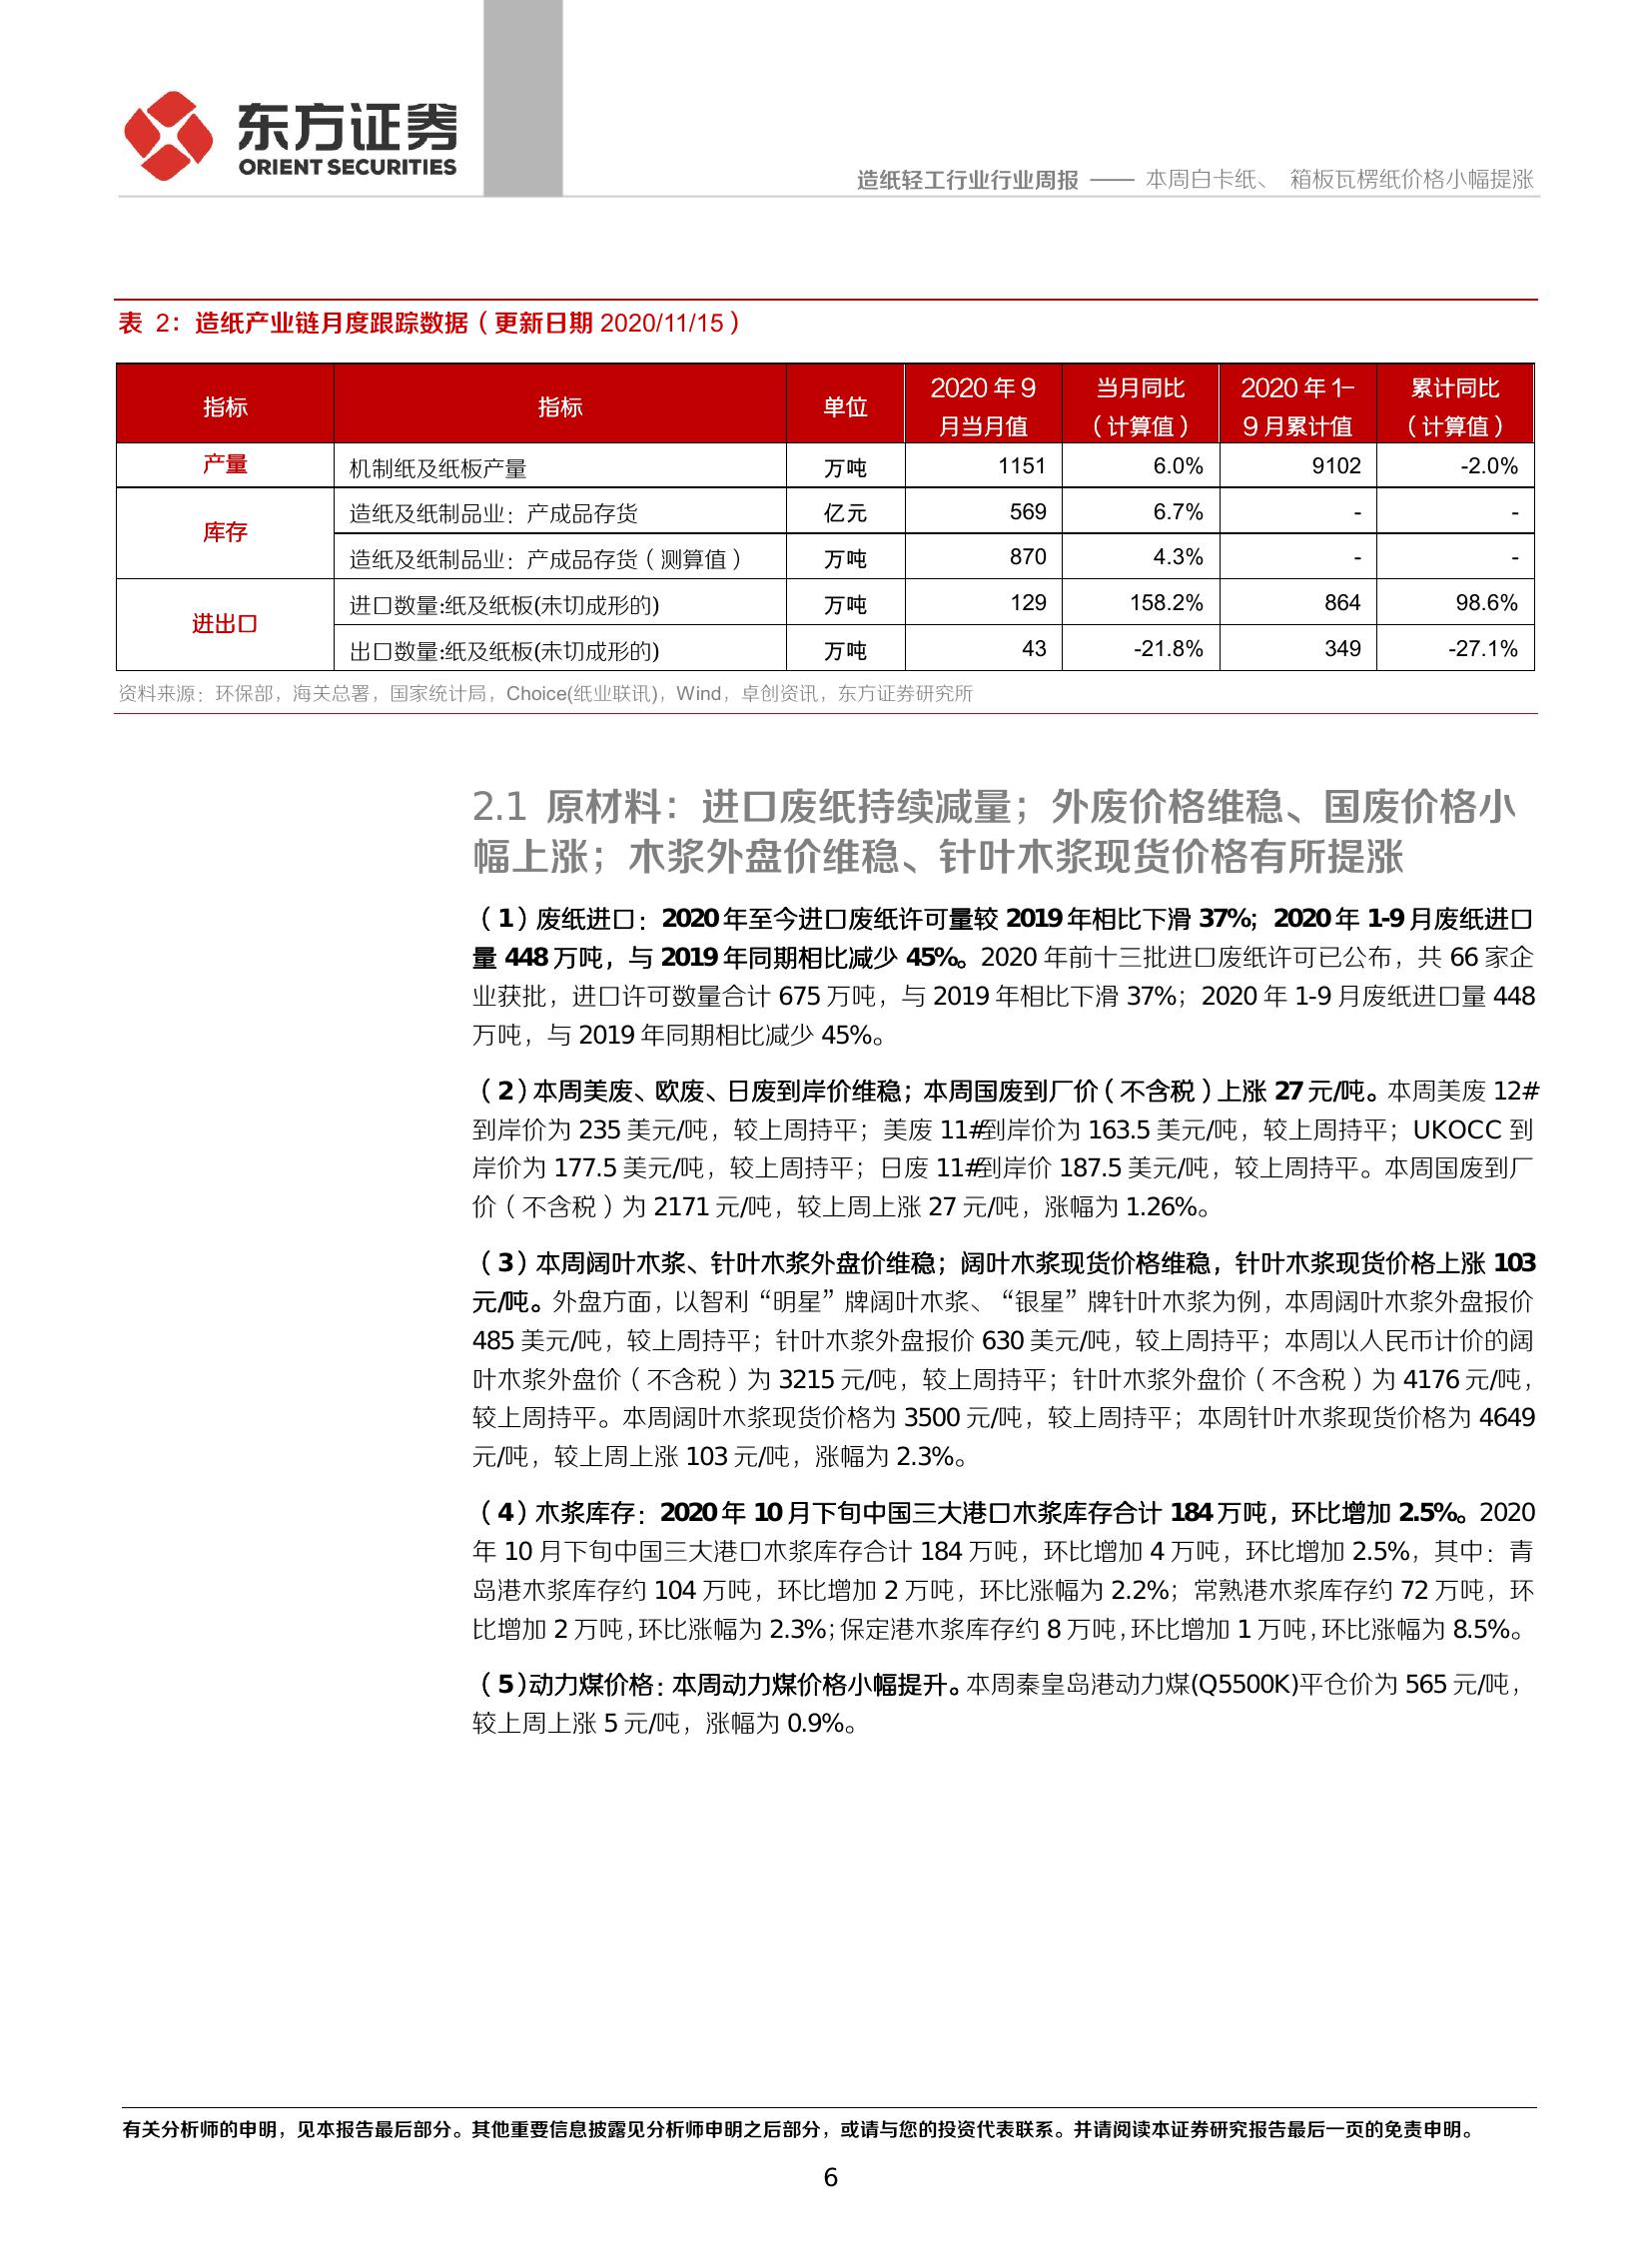 东方证券
ORIENT SECURITIES
造纸轻工行业行业周报 —— 本周白卡纸、 箱板瓦楞纸价格小幅提涨
表 2：造纸产业链月度跟踪数据（更新日期 2020/11/15）
指标 指标 单位 2020 年 9 月当月值 当月同比（计算值） 2020 年 1-9 月累计值 累计同比（计算值）
产量 机制纸及纸板产量 万吨 1151 6.0% 9102 -2.0%
库存 造纸及纸制品业：产成品存货 亿元 569 6.7% - -
造纸及纸制品业：产成品存货（测算值） 万吨 870 4.3% - -
进出口 进口数量:纸及纸板(未切成形的) 万吨 129 158.2% 864 98.6%
出口数量:纸及纸板(未切成形的) 万吨 43 -21.8% 349 -27.1%
资料来源：环保部，海关总署，国家统计局，Choice(纸业联讯)，Wind，卓创资讯，东方证券研究所
2.1 原材料：进口废纸持续减量；外废价格维稳、国废价格小
幅上涨；木浆外盘价维稳、针叶木浆现货价格有所提涨
（1）废纸进口：2020 年至今进口废纸许可量较 2019 年相比下滑 37%；2020 年 1-9 月废纸进口
量 448 万吨，与 2019 年同期相比减少 45%。2020 年前十三批进口废纸许可已公布，共 66 家企
业获批，进口许可数量合计 675 万吨，与 2019 年相比下滑 37%；2020 年 1-9 月废纸进口量 448
万吨，与 2019 年同期相比减少 45%。
（2）本周美废、欧废、日废到岸价维稳；本周国废到厂价（不含税）上涨 27 元/吨。本周美废 12#
到岸价为 235 美元/吨，较上周持平；美废 11#到岸价为 163.5 美元/吨，较上周持平；UKOCC 到
岸价为 177.5 美元/吨，较上周持平；日废 11#到岸价 187.5 美元/吨，较上周持平。本周国废到厂
价（不含税）为 2171 元/吨，较上周上涨 27 元/吨，涨幅为 1.26%。
（3）本周阔叶木浆、针叶木浆外盘价维稳；阔叶木浆现货价格维稳，针叶木浆现货价格上涨 103
元/吨。外盘方面，以智利“明星”牌阔叶木浆、“银星”牌针叶木浆为例，本周阔叶木浆外盘报价
485 美元/吨，较上周持平；针叶木浆外盘报价 630 美元/吨，较上周持平；本周以人民币计价的阔
叶木浆外盘价（不含税）为 3215 元/吨，较上周持平；针叶木浆外盘价（不含税）为 4176 元/吨，
较上周持平。本周阔叶木浆现货价格为 3500 元/吨，较上周持平；本周针叶木浆现货价格为 4649
元/吨，较上周上涨 103 元/吨，涨幅为 2.3%。
（4）木浆库存：2020 年 10 月下旬中国三大港口木浆库存合计 184 万吨，环比增加 2.5%。2020
年 10 月下旬中国三大港口木浆库存合计 184 万吨，环比增加 4 万吨，环比增加 2.5%，其中：青
岛港木浆库存约 104 万吨，环比增加 2 万吨，环比涨幅为 2.2%；常熟港木浆库存约 72 万吨，环
比增加 2 万吨，环比涨幅为 2.3%；保定港木浆库存约 8 万吨，环比增加 1 万吨，环比涨幅为 8.5%。
（5）动力煤价格：本周动力煤价格小幅提升。本周秦皇岛港动力煤(Q5500K)平仓价为 565 元/吨，
较上周上涨 5 元/吨，涨幅为 0.9%。
有关分析师的申明，见本报告最后部分。其他重要信息披露见分析师申明之后部分，或请与您的投资代表联系。并请阅读本证券研究报告最后一页的免责申明。
6